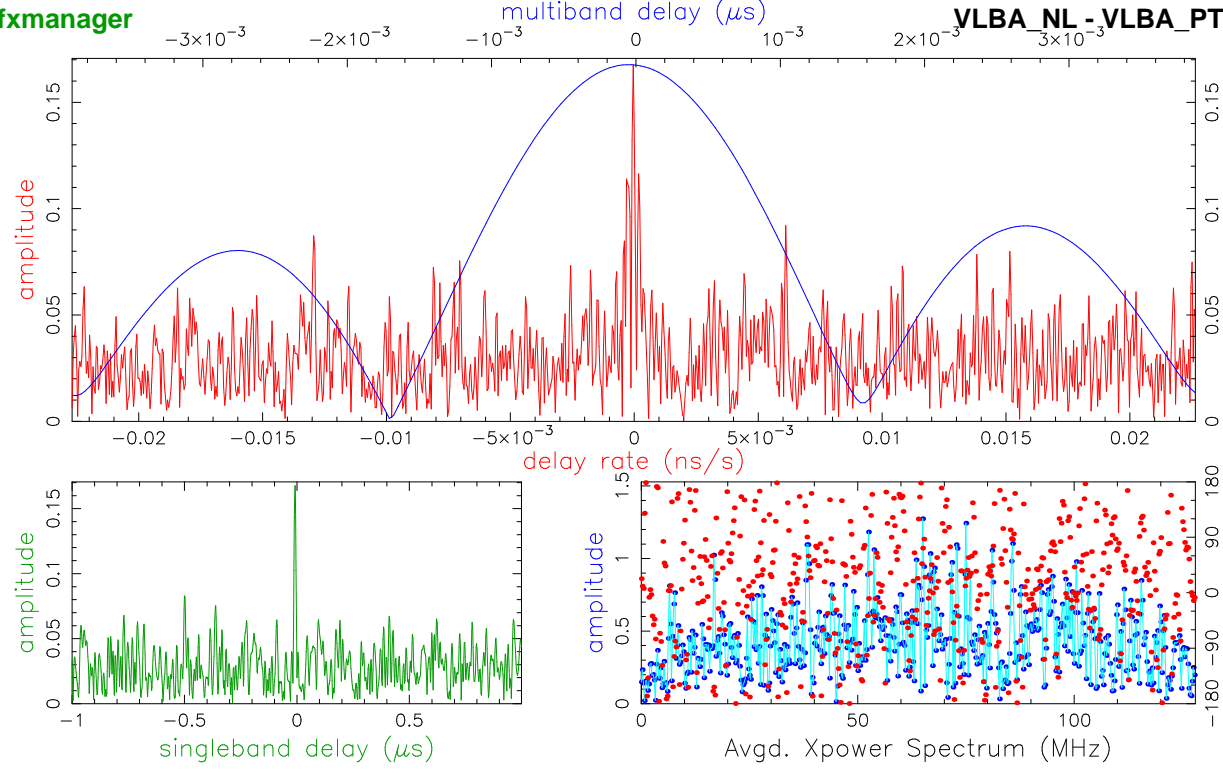 fxmanager
multiband delay (μs)
VLBA_NL - VLBA_PT
−3×10⁻³ −2×10⁻³ −10⁻³ 0 10⁻³ 2×10⁻³ 3×10⁻³
amplitude
0 0.05 0.1 0.15
0 0.05 0.1 0.15
−0.02 −0.015 −0.01 −5×10⁻³ 0 5×10⁻³ 0.01 0.015 0.02
delay rate (ns/s)
amplitude
0 0.05 0.1 0.15
−1 −0.5 0 0.5
singleband delay (μs)
amplitude
0 0.5 1 1.5
−180 −90 0 90 180
0 50 100
Avgd. Xpower Spectrum (MHz)